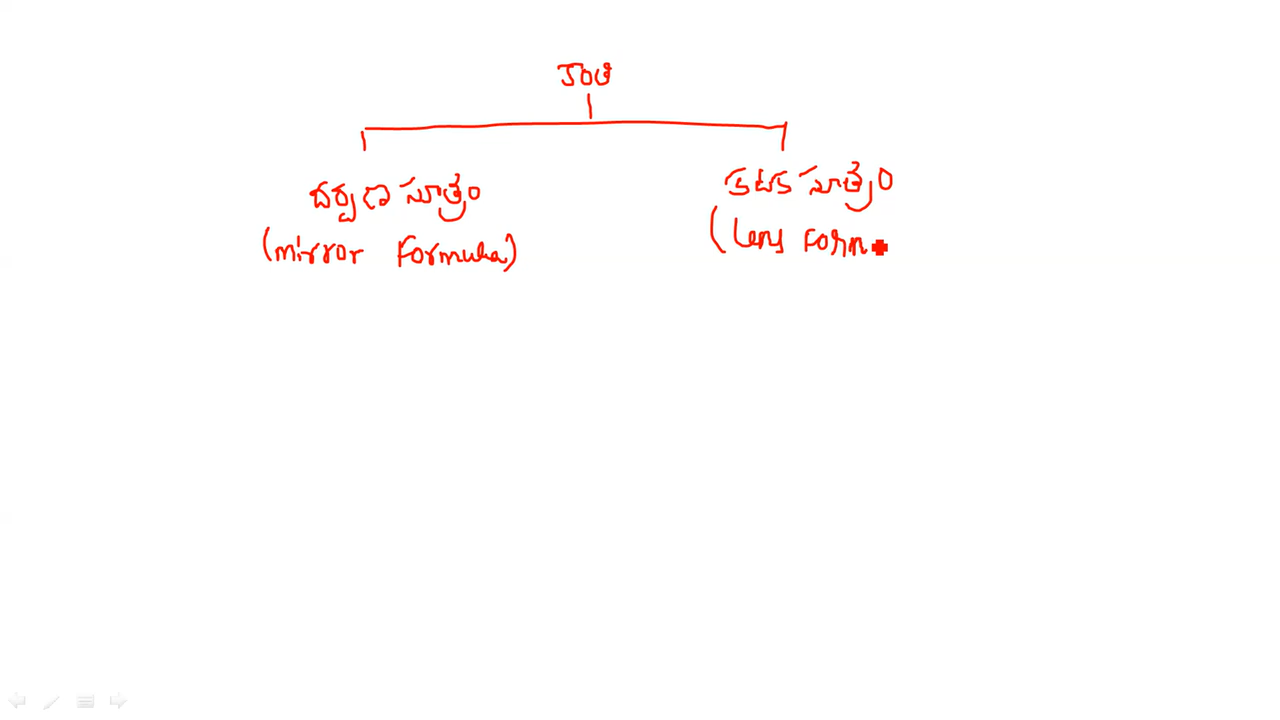 కాంతి
దర్పణ సూత్రం
(mirror formula)
కటక సూత్రం
(lens form